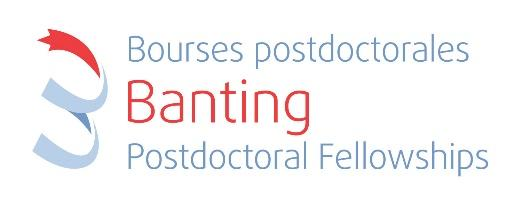 Bourses postdoctorales
Banting
Postdoctoral Fellowships